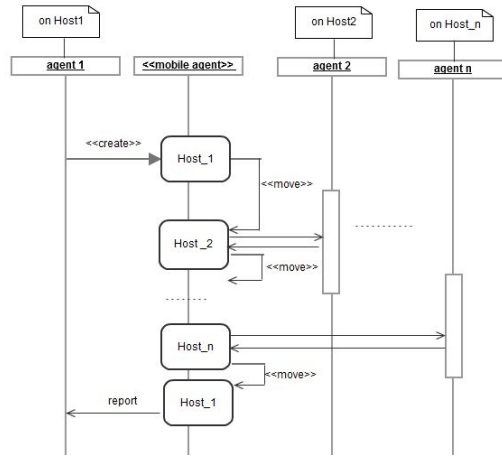 on Host1
on Host2
on Host_n
agent 1
<<mobile agent>>
agent 2
agent n
<<create>>
Host_1
<<move>>
Host _2
<<move>>
Host_n
<<move>>
Host_1
report